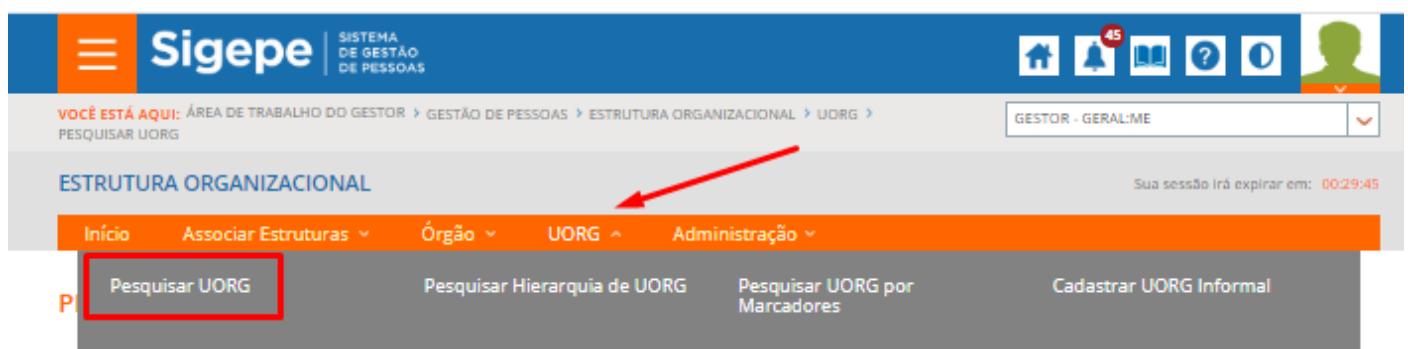 Sigepe
SISTEMA
DE GESTÃO
DE PESSOAS
45
VOCÊ ESTÁ AQUI: ÁREA DE TRABALHO DO GESTOR > GESTÃO DE PESSOAS > ESTRUTURA ORGANIZACIONAL > UORG >
PESQUISAR UORG
GESTOR - GERAL:ME
ESTRUTURA ORGANIZACIONAL
Sua sessão irá expirar em: 00:29:45
Início Associar Estruturas Órgão UORG Administração
Pesquisar UORG Pesquisar Hierarquia de UORG Pesquisar UORG por
Marcadores
Cadastrar UORG Informal